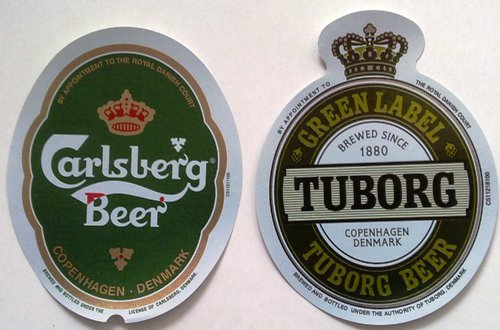 BY APPOINTMENT TO THE ROYAL DANISH COURT
Carlsberg®
Beer
COPENHAGEN · DENMARK
BREWED AND BOTTLED UNDER THE LICENSE OF CARLSBERG, DENMARK.
BY APPOINTMENT TO THE ROYAL DANISH COURT
GREEN LABEL
BREWED SINCE
1880
TUBORG
COPENHAGEN
DENMARK
TUBORG BEER
BREWED AND BOTTLED UNDER THE AUTHORITY OF TUBORG, DENMARK